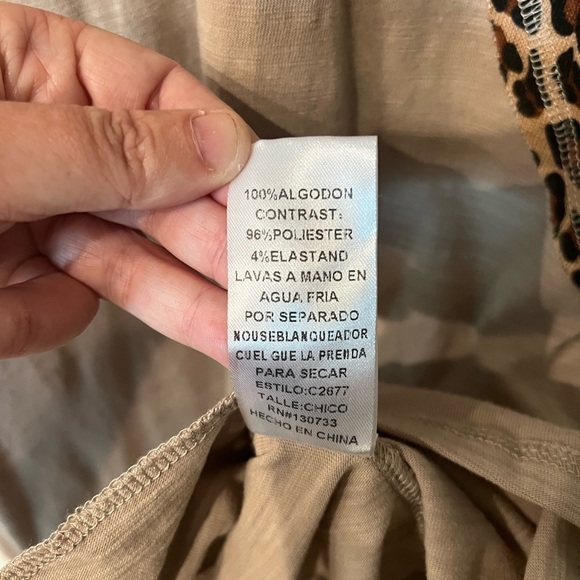 100%ALGODON
CONTRAST:
96%POLIESTER
4%ELASTAND
LAVAS A MANO EN
AGUA FRIA
POR SEPARADO
NOUSEBLANQUEADOR
CUEL GUE LA PRENDA
PARA SECAR
ESTILO:C2677
TALLE:CHICO
RN#130733
HECHO EN CHINA